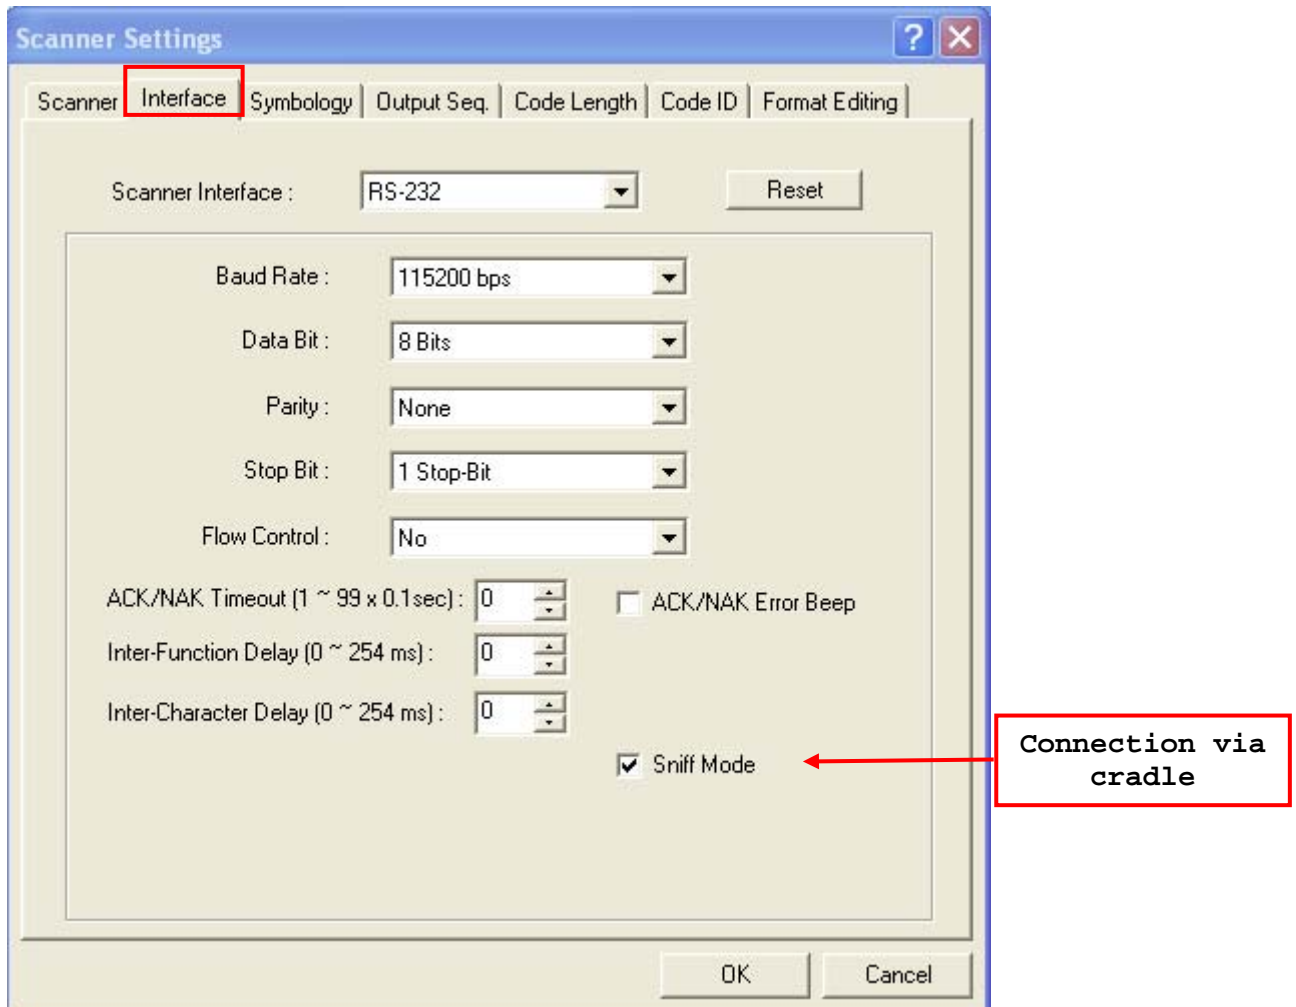 Scanner Settings
Scanner Interface Symbology Output Seq. Code Length Code ID Format Editing
Scanner Interface : RS-232 Reset
Baud Rate : 115200 bps
Data Bit : 8 Bits
Parity : None
Stop Bit : 1 Stop-Bit
Flow Control : No
ACK/NAK Timeout (1 ~ 99 x 0.1sec) : 0 ACK/NAK Error Beep
Inter-Function Delay (0 ~ 254 ms) : 0
Inter-Character Delay (0 ~ 254 ms) : 0
Sniff Mode
Connection via
cradle
OK Cancel